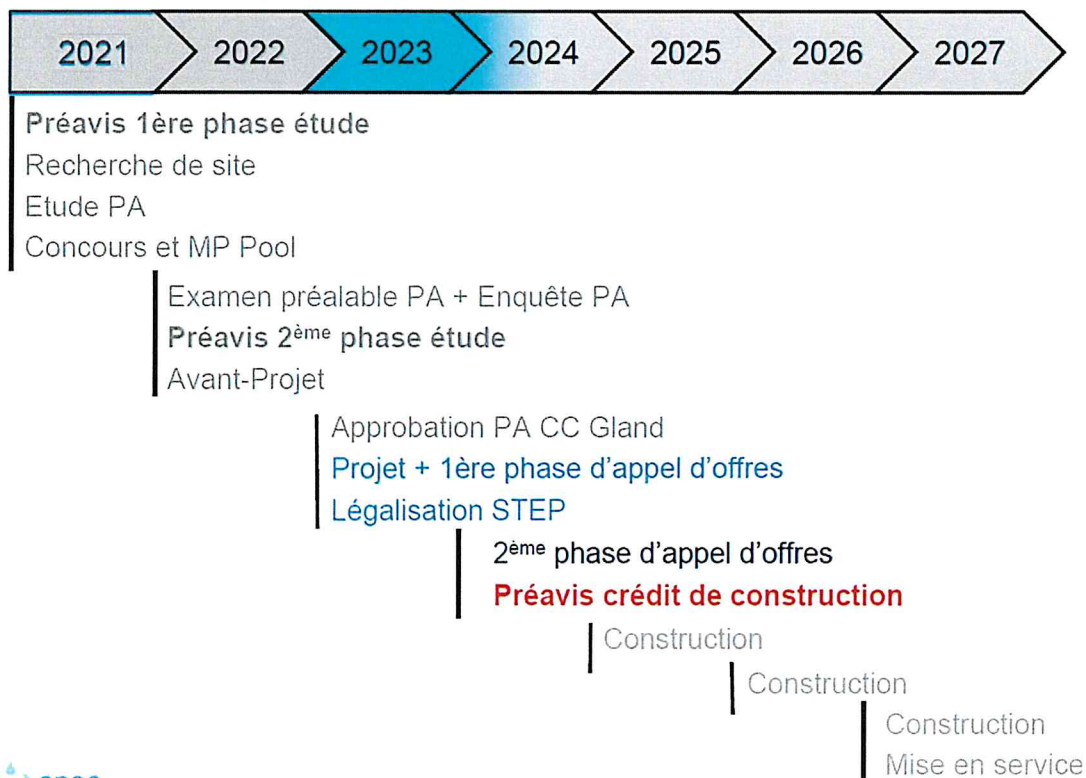 2021 2022 2023 2024 2025 2026 2027
Préavis 1ère phase étude
Recherche de site
Etude PA
Concours et MP Pool
Examen préalable PA + Enquête PA
Préavis 2ème phase étude
Avant-Projet
Approbation PA CC Gland
Projet + 1ère phase d'appel d'offres
Légalisation STEP
2ème phase d'appel d'offres
Préavis crédit de construction
Construction
Construction
Construction
Mise en service